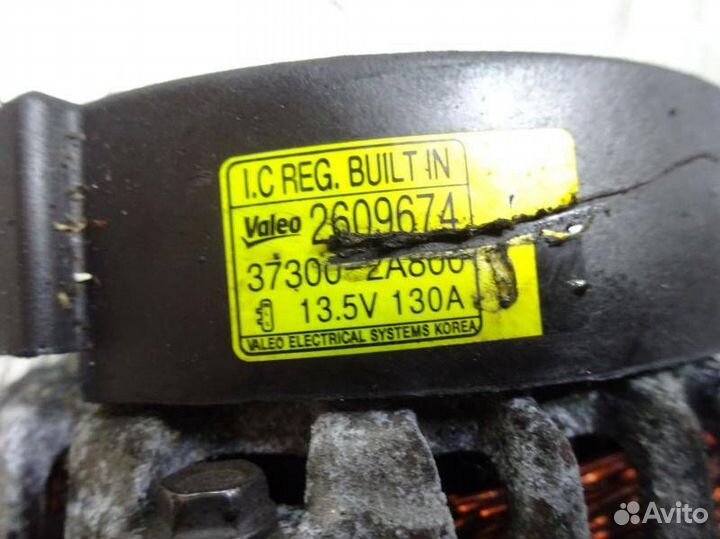 I.C REG. BUILT IN
Valeo 2609674
37300-2A800
13.5V 130A
VALEO ELECTRICAL SYSTEMS KOREA
Avito